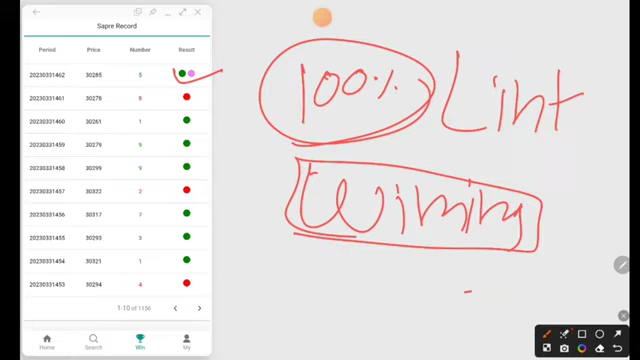 Sapre Record
Period Price Number Result
20230331462 30285 5
20230331461 30278 8
20230331460 30261 1
20230331459 30279 9
20230331458 30299 9
20230331457 30322 2
20230331456 30317 7
20230331455 30293 3
20230331454 30321 1
20230331453 30294 4
1-10 of 1156
Home Search Win My
100% Lint
Wiming